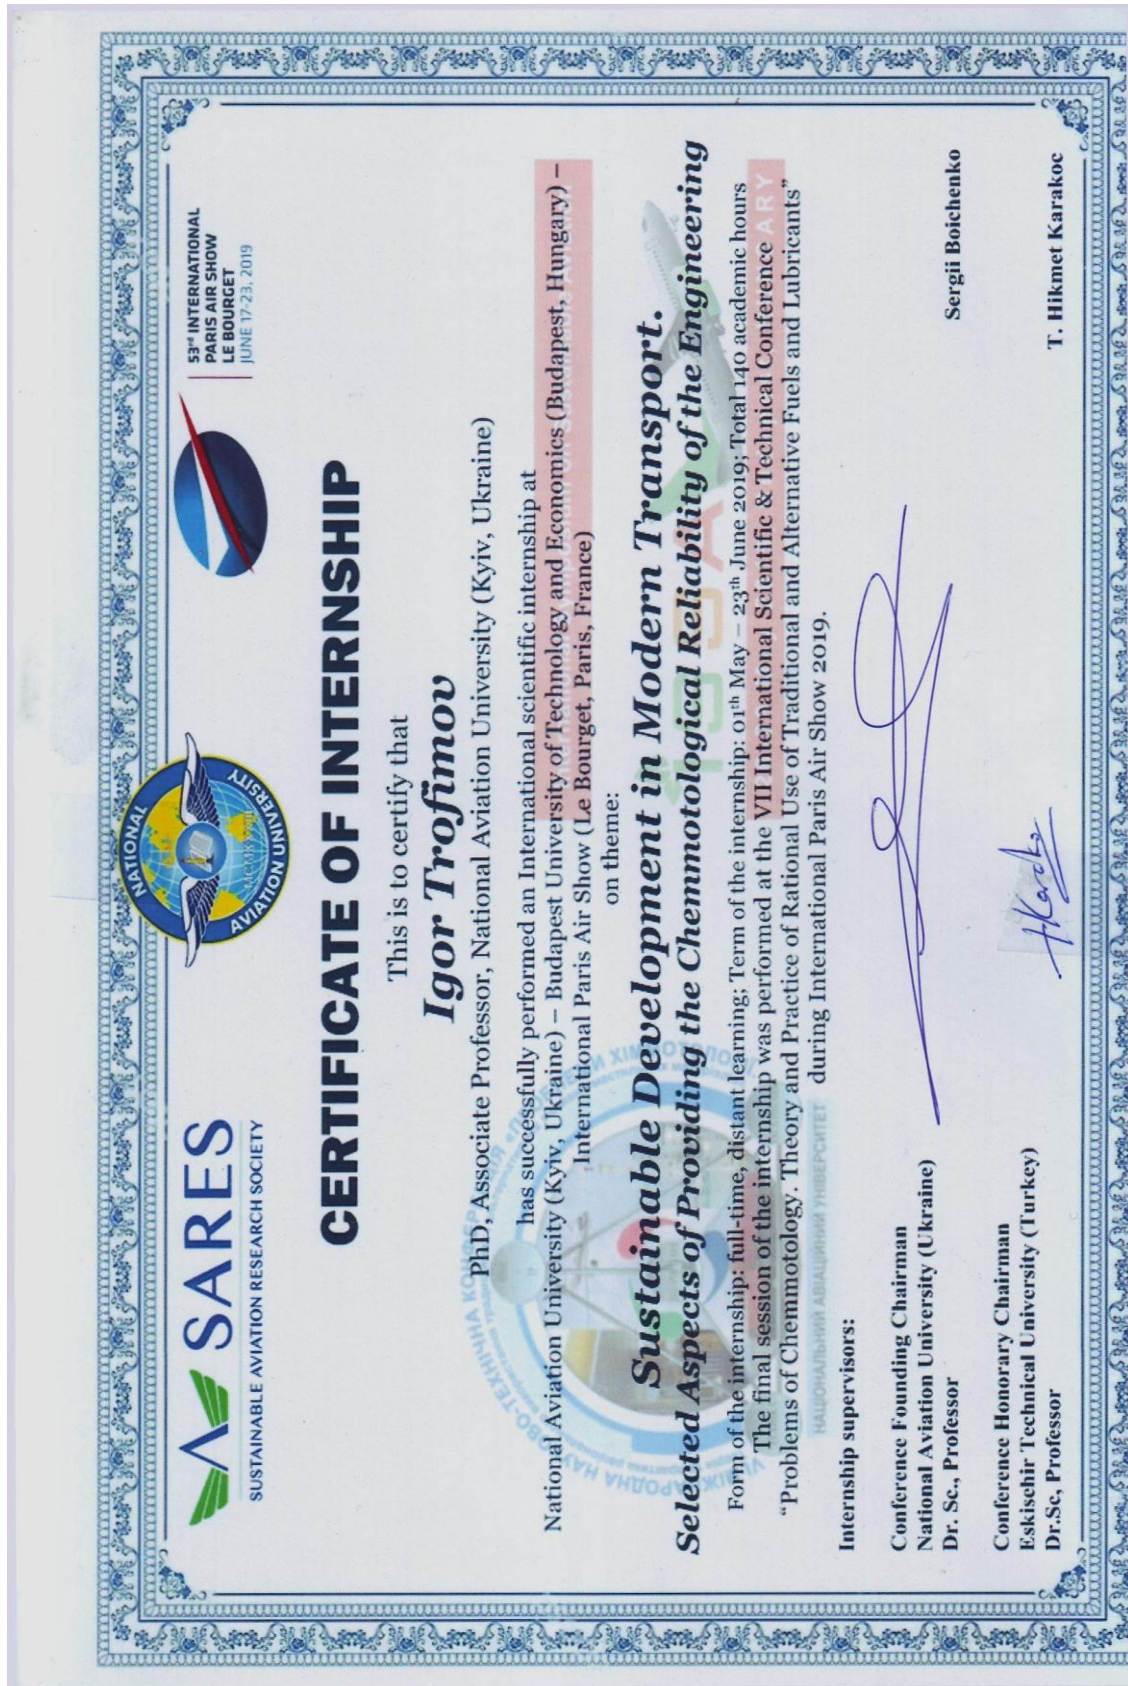 SARES
SUSTAINABLE AVIATION RESEARCH SOCIETY
NATIONAL
AVIATION UNIVERSITY
53rd INTERNATIONAL
PARIS AIR SHOW
LE BOURGET
JUNE 17-23, 2019
CERTIFICATE OF INTERNSHIP
This is to certify that
Igor Trofimov
PhD, Associate Professor, National Aviation University (Kyiv, Ukraine)
has successfully performed an International scientific internship at
National Aviation University (Kyiv, Ukraine) – Budapest University of Technology and Economics (Budapest, Hungary) –
International Paris Air Show (Le Bourget, Paris, France)
on theme:
Sustainable Development in Modern Transport.
Selected Aspects of Providing the Chemmotological Reliability of the Engineering
Form of the internship: full-time, distant learning; Term of the internship: 01th May – 23th June 2019; Total 140 academic hours
The final session of the internship was performed at the VII International Scientific & Technical Conference
“Problems of Chemmotology. Theory and Practice of Rational Use of Traditional and Alternative Fuels and Lubricants”
during International Paris Air Show 2019.
НАЦІОНАЛЬНИЙ АВІАЦІЙНИЙ УНІВЕРСИТЕТ
Internship supervisors:
Conference Founding Chairman
National Aviation University (Ukraine)
Dr. Sc., Professor
Sergii Boichenko
Conference Honorary Chairman
Eskischir Technical University (Turkey)
Dr.Sc, Professor
T. Hikmet Karakoc